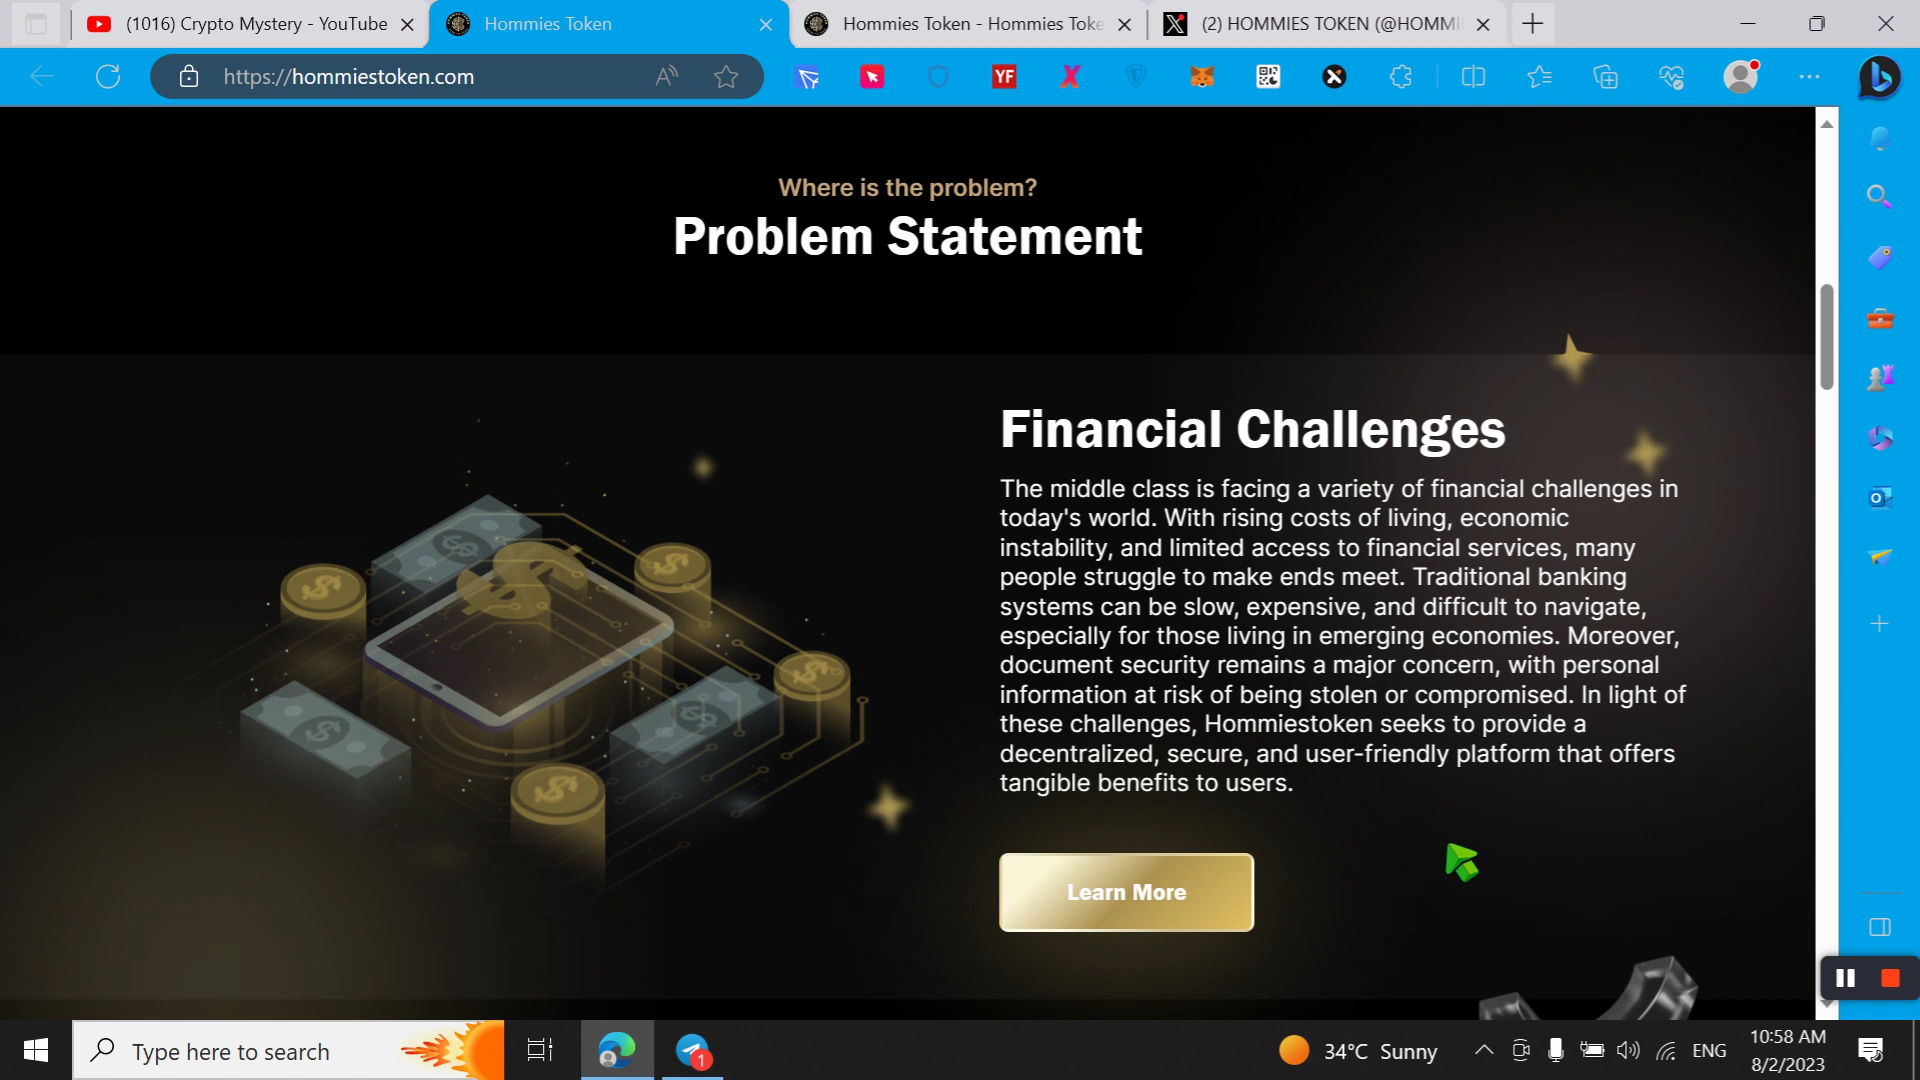 (1016) Crypto Mystery - YouTube
Hommies Token
Hommies Token - Hommies Toke
(2) HOMMIES TOKEN (@HOMMI
https://hommiestoken.com
YF
Where is the problem?
Problem Statement
Financial Challenges
The middle class is facing a variety of financial challenges in
today's world. With rising costs of living, economic
instability, and limited access to financial services, many
people struggle to make ends meet. Traditional banking
systems can be slow, expensive, and difficult to navigate,
especially for those living in emerging economies. Moreover,
document security remains a major concern, with personal
information at risk of being stolen or compromised. In light of
these challenges, Hommiestoken seeks to provide a
decentralized, secure, and user-friendly platform that offers
tangible benefits to users.
Learn More
Type here to search
1
34°C Sunny
ENG
10:58 AM
8/2/2023